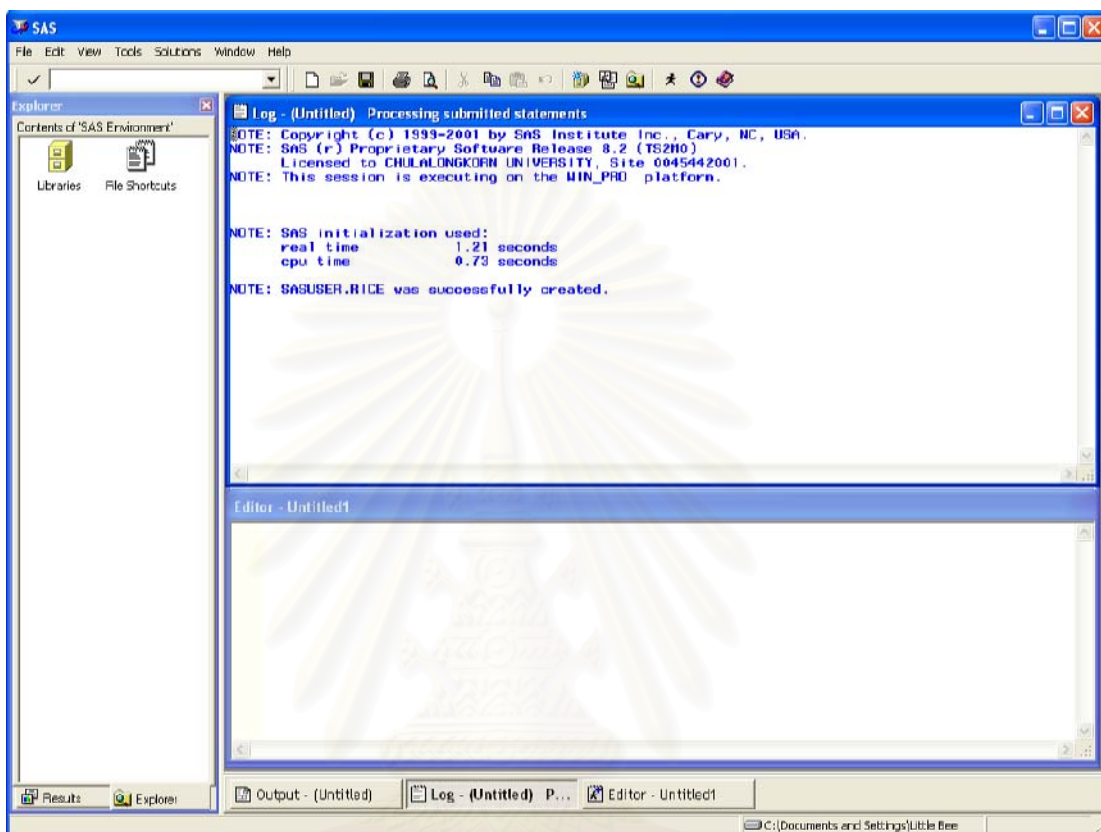 SAS
File Edit View Tools Solutions Window Help
Explorer
Contents of 'SAS Environment'
Libraries File Shortcuts
Log - (Untitled) Processing submitted statements
NOTE: Copyright (c) 1999-2001 by SAS Institute Inc., Cary, NC, USA.
NOTE: SAS (r) Proprietary Software Release 8.2 (TS2M0)
Licensed to CHULALONGKORN UNIVERSITY, Site 0045442001.
NOTE: This session is executing on the WIN_PRO platform.
NOTE: SAS initialization used:
real time 1.21 seconds
cpu time 0.73 seconds
NOTE: SASUSER.RICE was successfully created.
Editor - Untitled1
Results Explorer
Output - (Untitled) Log - (Untitled) P... Editor - Untitled1
C:\Documents and Settings\Little Bee